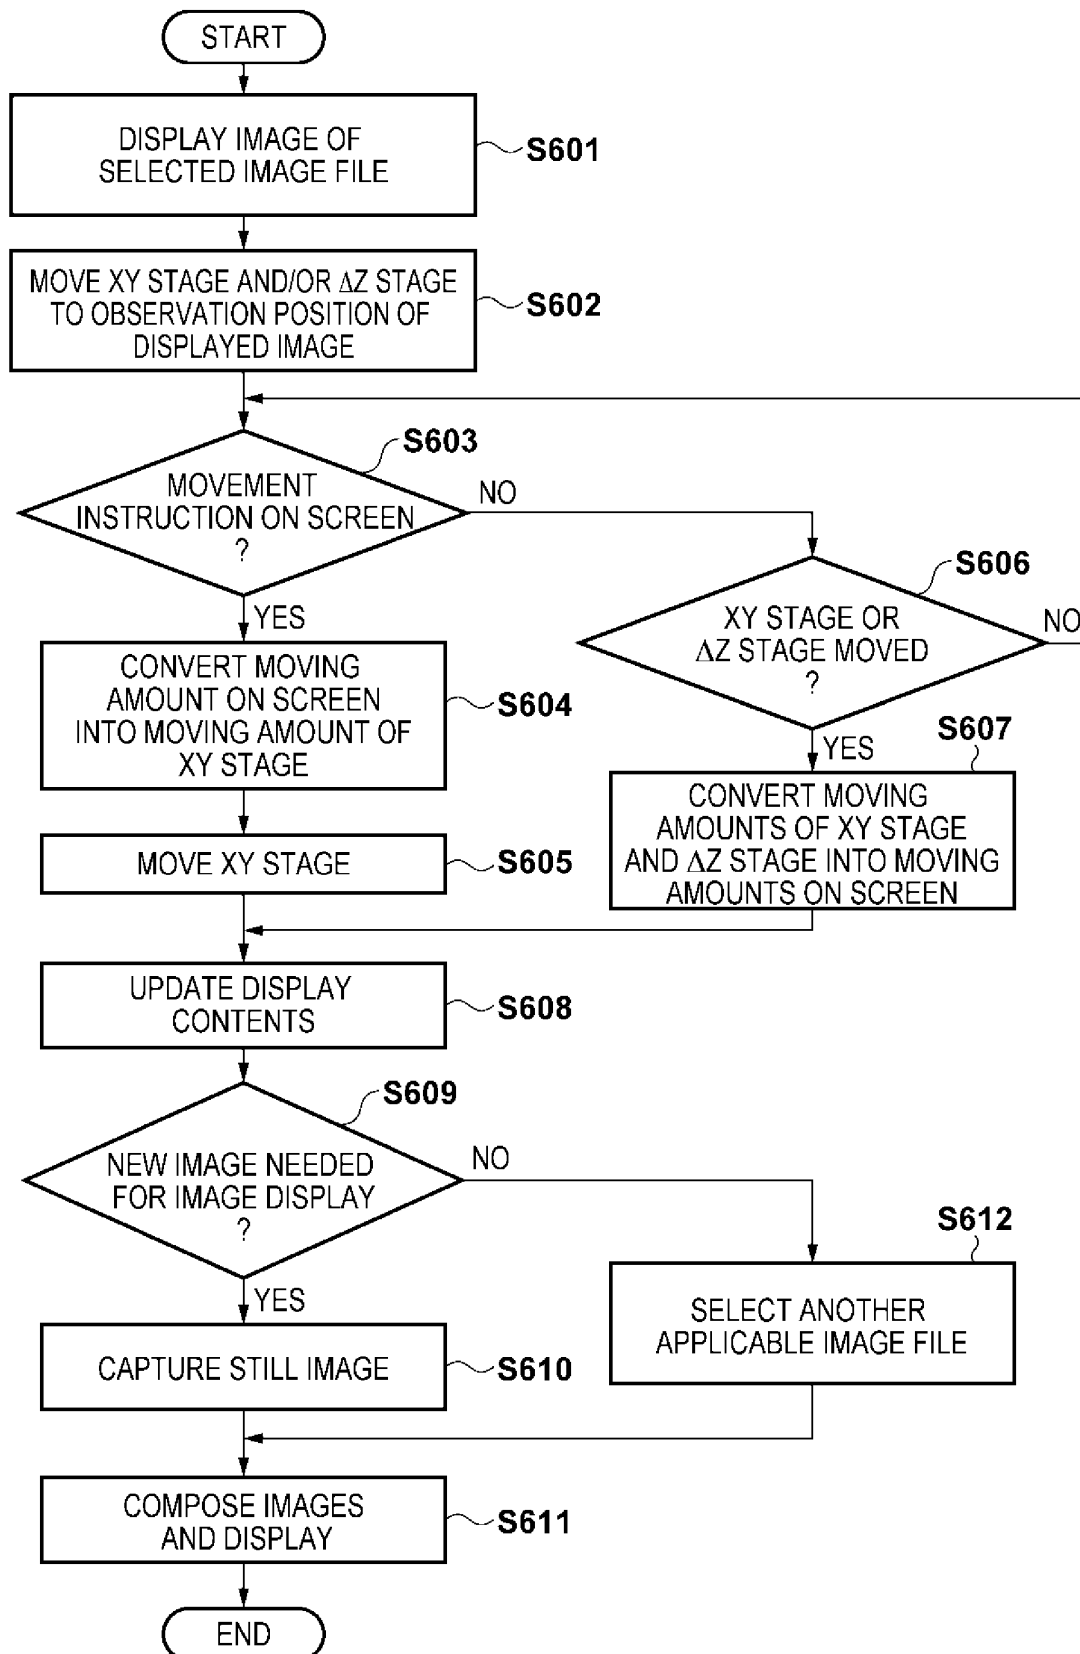 START
DISPLAY IMAGE OF
SELECTED IMAGE FILE
S601
MOVE XY STAGE AND/OR ΔZ STAGE
TO OBSERVATION POSITION OF
DISPLAYED IMAGE
S602
S603
MOVEMENT
INSTRUCTION ON SCREEN
?
NO
YES
S606
XY STAGE OR
ΔZ STAGE MOVED
?
NO
YES
CONVERT MOVING
AMOUNT ON SCREEN
INTO MOVING AMOUNT OF
XY STAGE
S604
S607
CONVERT MOVING
AMOUNTS OF XY STAGE
AND ΔZ STAGE INTO MOVING
AMOUNTS ON SCREEN
MOVE XY STAGE
S605
UPDATE DISPLAY
CONTENTS
S608
S609
NEW IMAGE NEEDED
FOR IMAGE DISPLAY
?
NO
YES
S612
SELECT ANOTHER
APPLICABLE IMAGE FILE
CAPTURE STILL IMAGE
S610
COMPOSE IMAGES
AND DISPLAY
S611
END